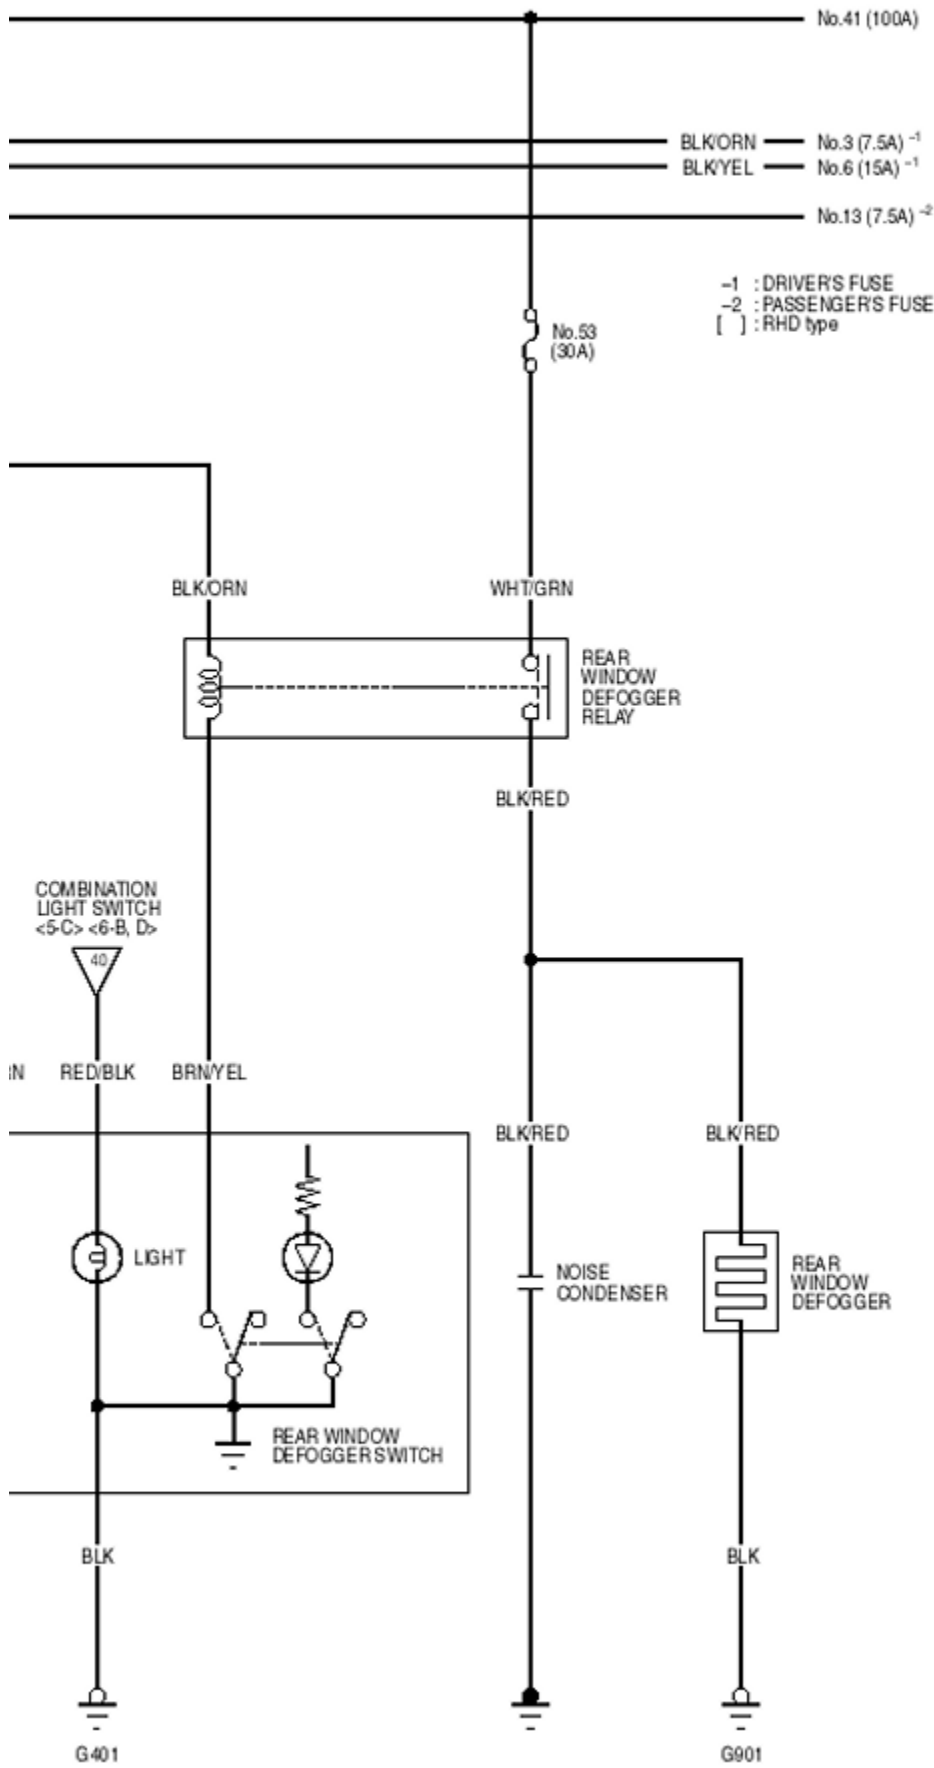 No.41 (100A)
BLK/ORN No.3 (7.5A) –1
BLK/YEL No.6 (15A) –1
No.13 (7.5A) –2
–1 : DRIVER'S FUSE
–2 : PASSENGER'S FUSE
[ ] : RHD type
No.53
(30A)
BLK/ORN
WHT/GRN
REAR
WINDOW
DEFOGGER
RELAY
BLK/RED
COMBINATION
LIGHT SWITCH
<5-C> <6-B, D>
40
RED/BLK
BRN/YEL
BLK/RED
BLK/RED
LIGHT
NOISE
CONDENSER
REAR
WINDOW
DEFOGGER
REAR WINDOW
DEFOGGER SWITCH
BLK
BLK
G401
G901